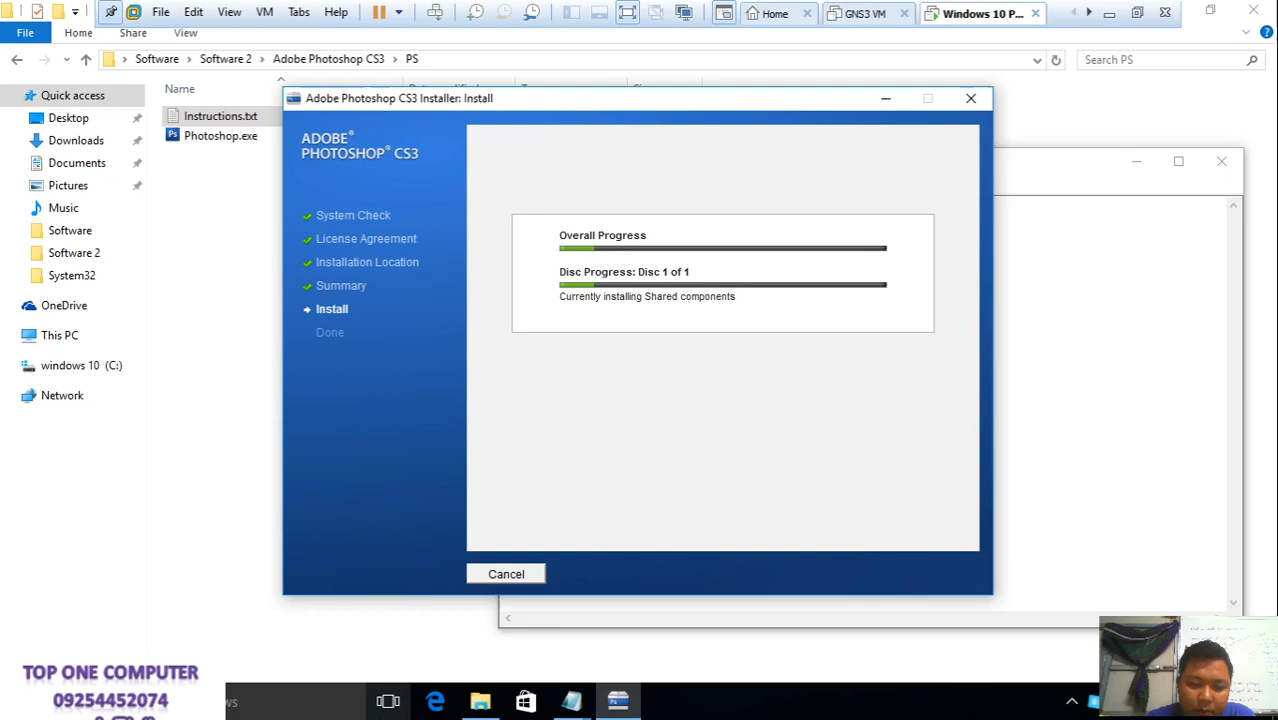 File Edit View VM Tabs Help Home GNS3 VM Windows 10 P...
File Home Share View
Software Software 2 Adobe Photoshop CS3 PS Search PS
Name
Quick access
Desktop
Downloads
Documents
Pictures
Music
Software
Software 2
System32
OneDrive
This PC
windows 10 (C:)
Network
Instructions.txt
Photoshop.exe
Adobe Photoshop CS3 Installer: Install
ADOBE®
PHOTOSHOP® CS3
System Check
License Agreement
Installation Location
Summary
Install
Done
Overall Progress
Disc Progress: Disc 1 of 1
Currently installing Shared components
Cancel
TOP ONE COMPUTER
09254452074